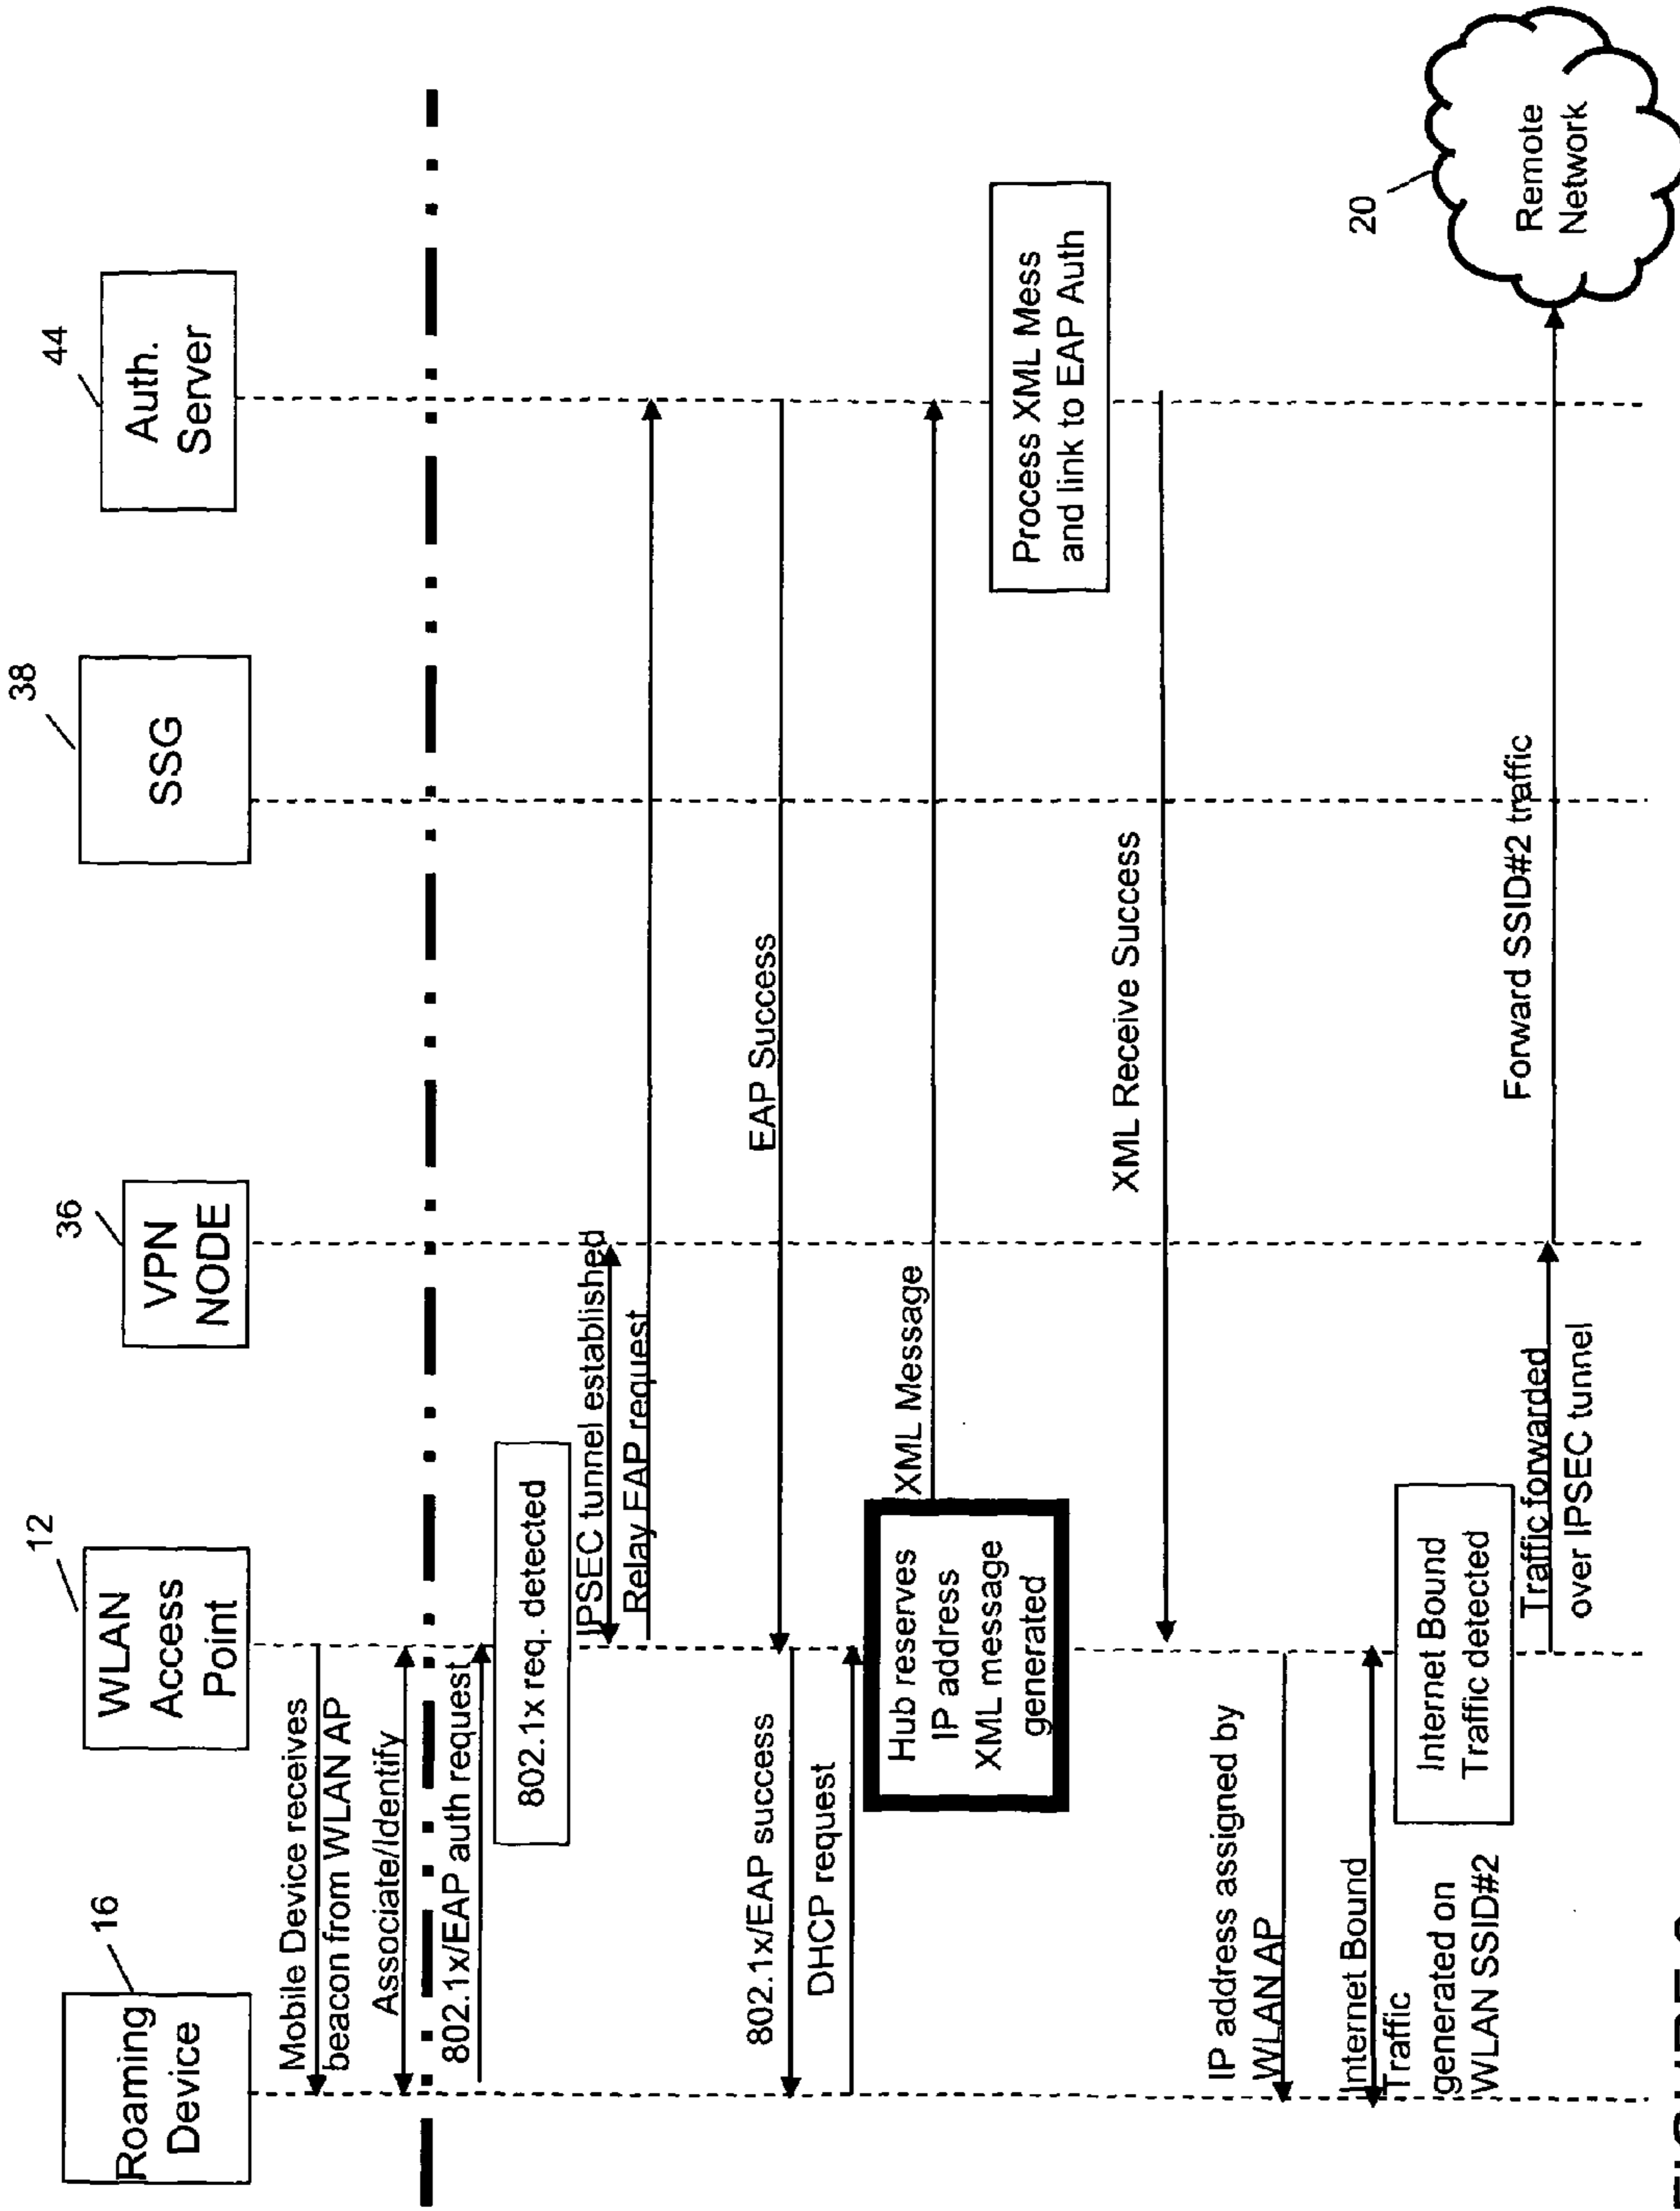 16
Roaming
Device
12
WLAN
Access
Point
36
VPN
NODE
38
SSG
44
Auth.
Server
Mobile Device receives
beacon from WLAN AP
Associate/Identify
802.1x/EAP auth request
802.1x req. detected
IPSEC tunnel established
Relay EAP request
EAP Success
802.1x/EAP success
DHCP request
Hub reserves
IP address
XML message
generated
XML Message
Process XML Mess
and link to EAP Auth
XML Receive Success
IP address assigned by
WLAN AP
Internet Bound
Traffic
generated on
WLAN SSID#2
Internet Bound
Traffic detected
Traffic forwarded
over IPSEC tunnel
Forward SSID#2 traffic
20
Remote
Network